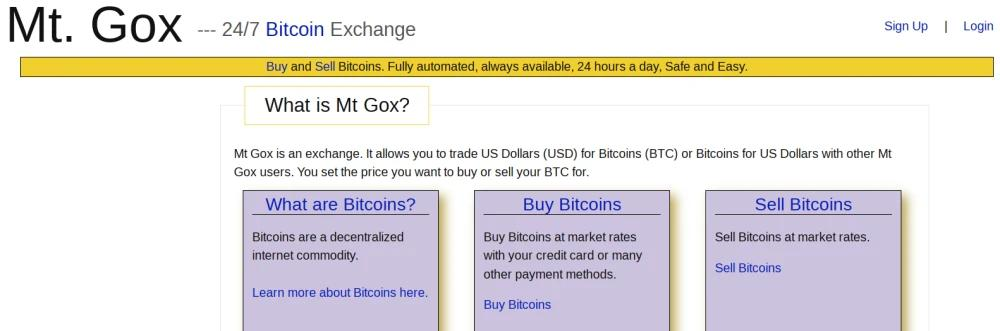 Mt. Gox --- 24/7 Bitcoin Exchange
Sign Up | Login
Buy and Sell Bitcoins. Fully automated, always available, 24 hours a day, Safe and Easy.
What is Mt Gox?
Mt Gox is an exchange. It allows you to trade US Dollars (USD) for Bitcoins (BTC) or Bitcoins for US Dollars with other Mt
Gox users. You set the price you want to buy or sell your BTC for.
What are Bitcoins?
Bitcoins are a decentralized
internet commodity.
Learn more about Bitcoins here.
Buy Bitcoins
Buy Bitcoins at market rates
with your credit card or many
other payment methods.
Buy Bitcoins
Sell Bitcoins
Sell Bitcoins at market rates.
Sell Bitcoins